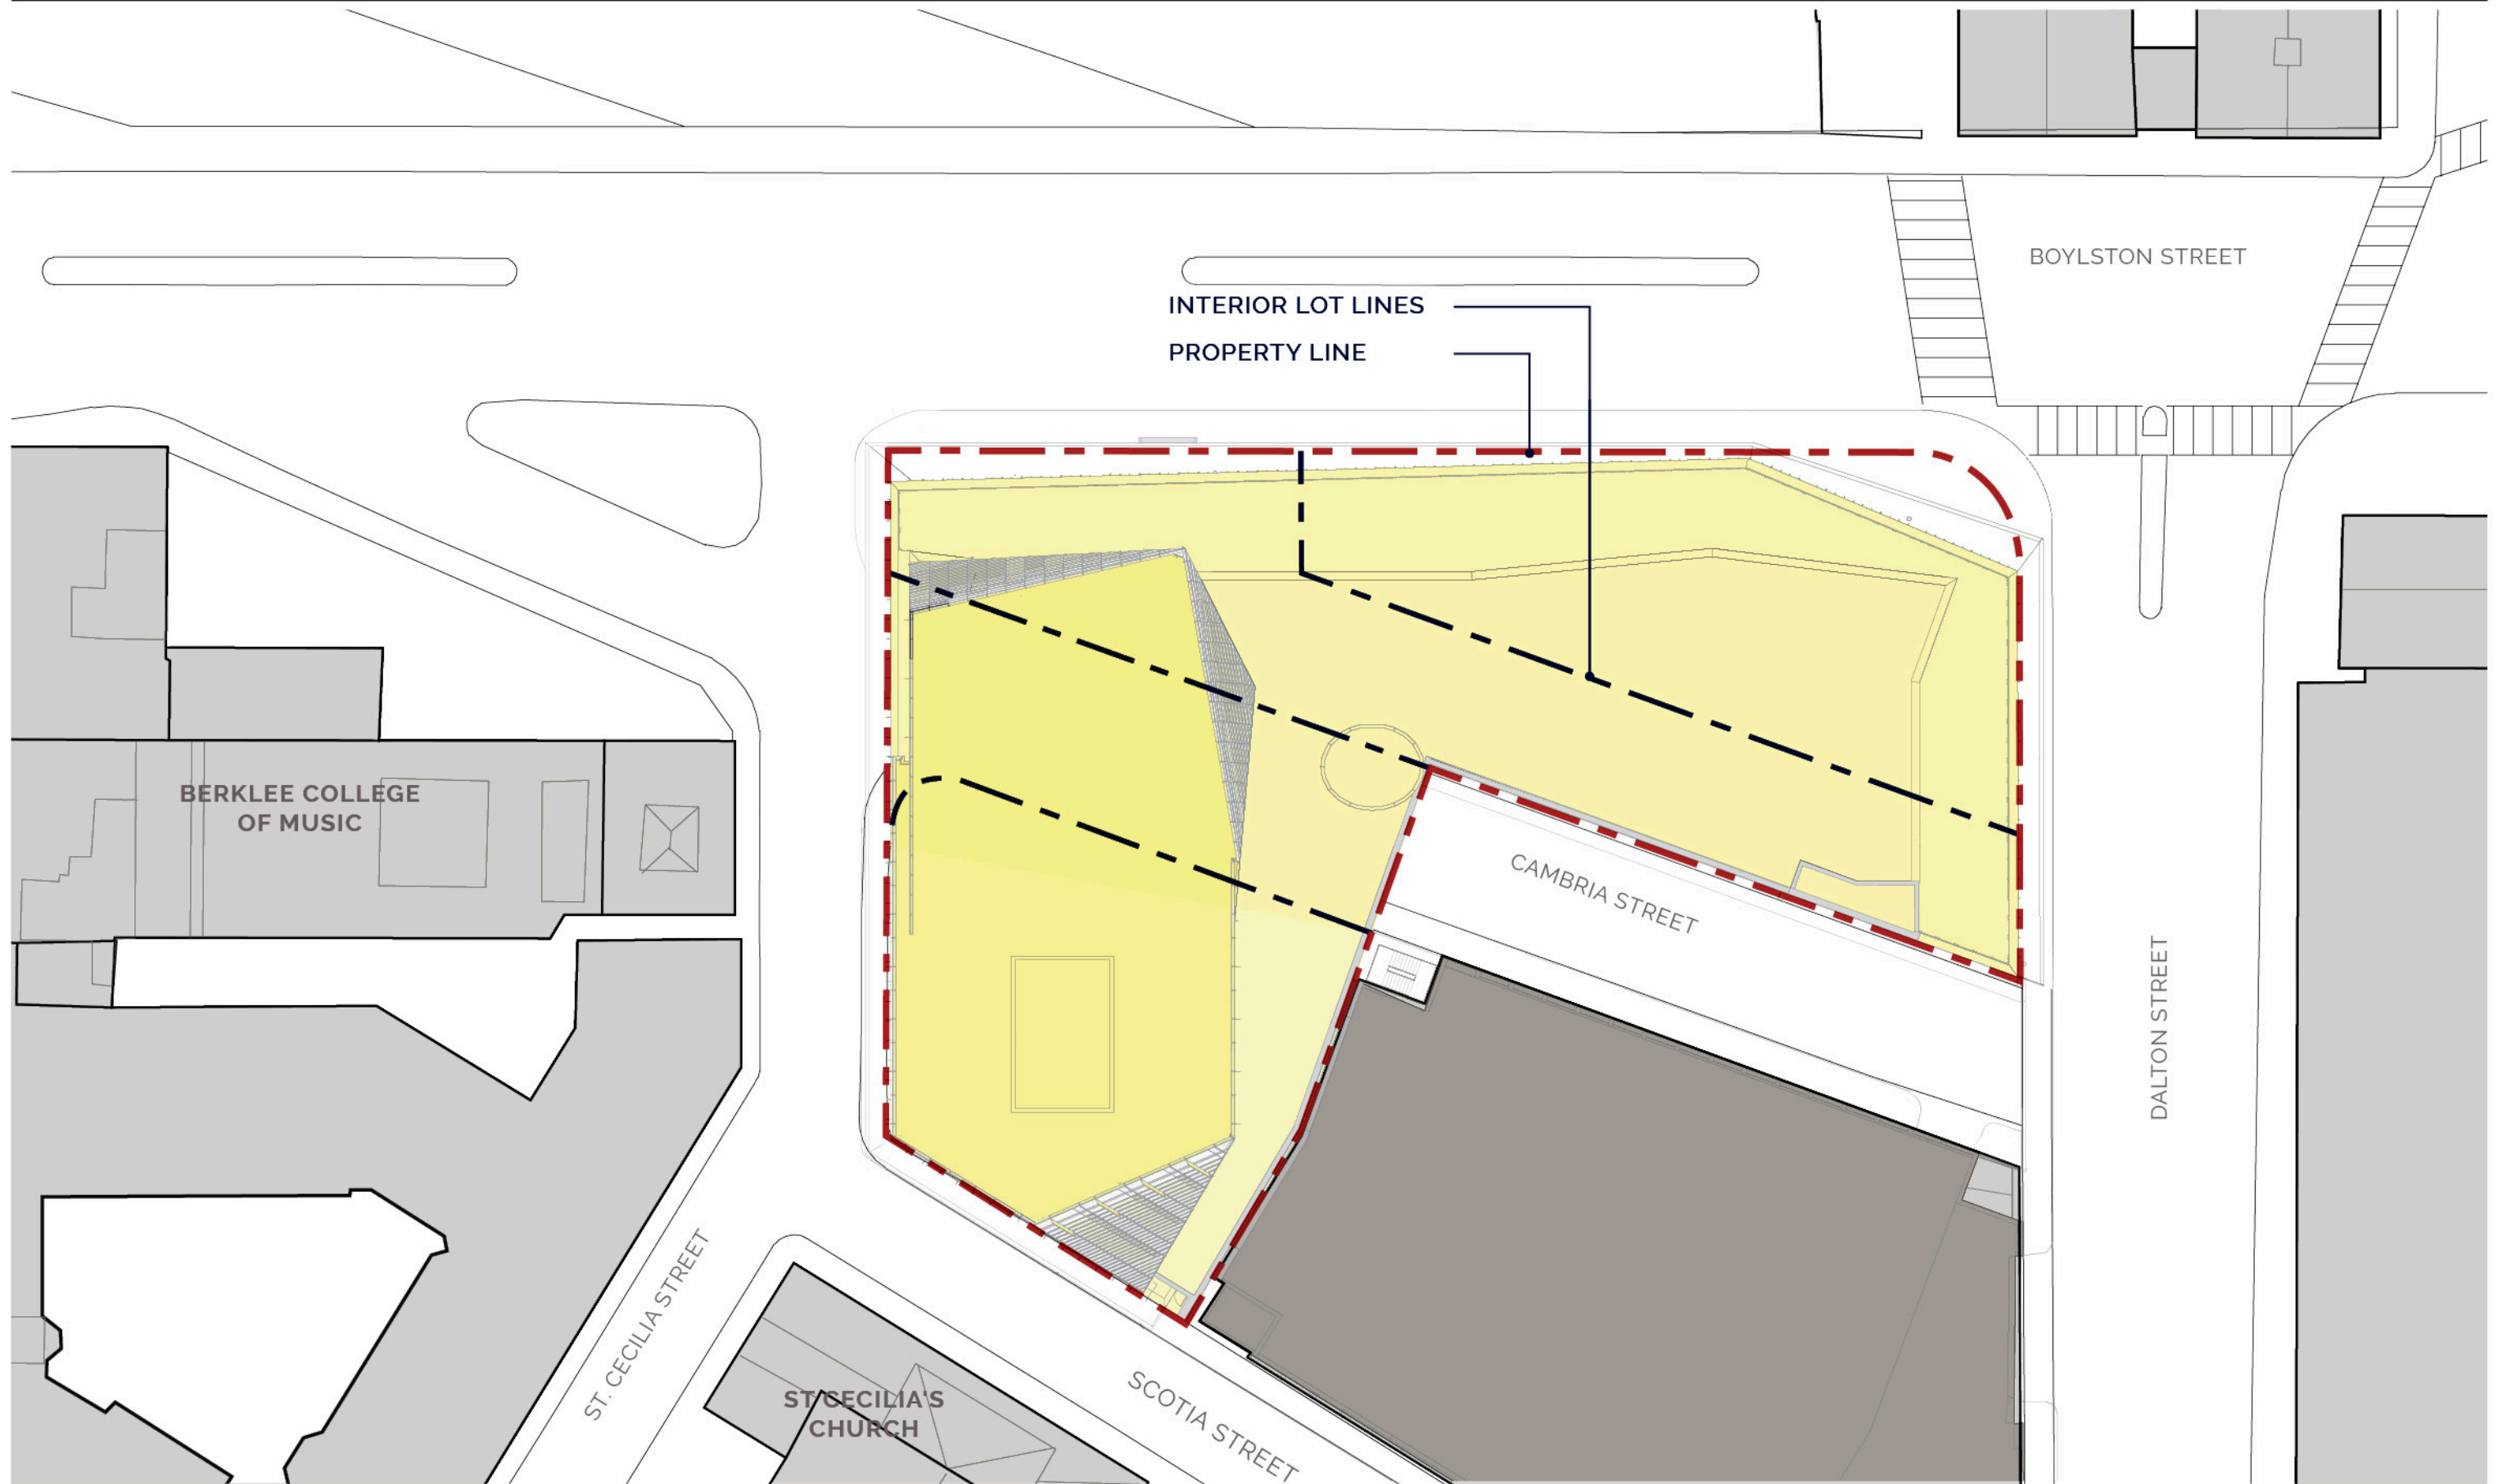 BOYLSTON STREET
INTERIOR LOT LINES
PROPERTY LINE
BERKLEE COLLEGE
OF MUSIC
CAMBRIA STREET
DALTON STREET
ST. CECILIA STREET
ST CECILIA'S
CHURCH
SCOTIA STREET